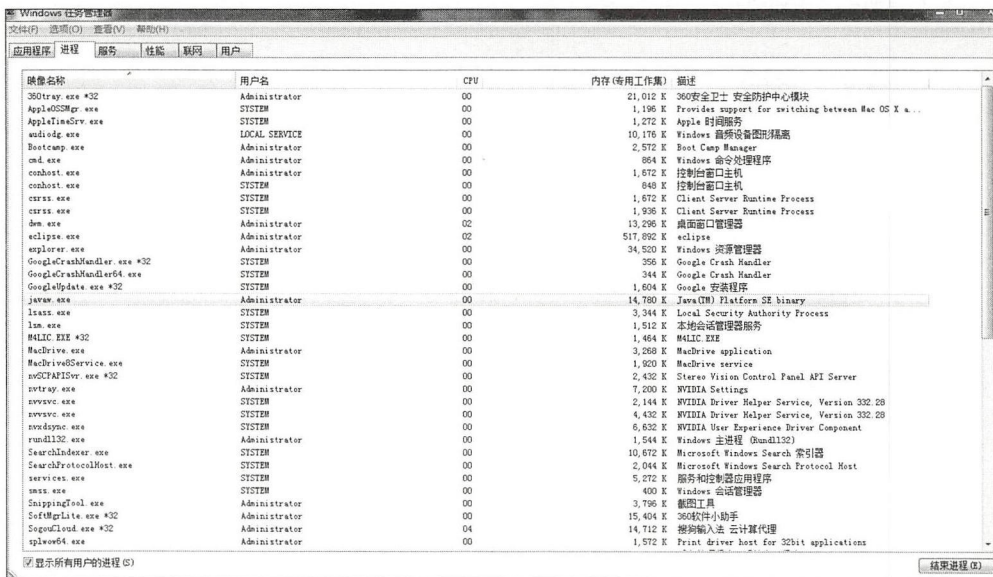 Windows 任务管理器
文件(F) 选项(O) 查看(V) 帮助(H)
应用程序 进程 服务 性能 联网 用户
映像名称 用户名 CPU 内存(专用工作集) 描述
360tray.exe *32 Administrator 00 21,012 K 360安全卫士 安全防护中心模块
AppleOSSMgr.exe SYSTEM 00 1,196 K Provides support for switching between Mac OS X a...
AppleTimeSrv.exe SYSTEM 00 1,272 K Apple 时间服务
audiodg.exe LOCAL SERVICE 00 10,176 K Windows 音频设备图形隔离
Bootcamp.exe Administrator 00 2,572 K Boot Camp Manager
cmd.exe Administrator 00 864 K Windows 命令处理程序
conhost.exe Administrator 00 1,672 K 控制台窗口主机
conhost.exe SYSTEM 00 848 K 控制台窗口主机
csrss.exe SYSTEM 00 1,672 K Client Server Runtime Process
csrss.exe SYSTEM 00 1,936 K Client Server Runtime Process
dwm.exe Administrator 02 13,296 K 桌面窗口管理器
eclipse.exe Administrator 02 517,892 K eclipse
explorer.exe Administrator 00 34,520 K Windows 资源管理器
GoogleCrashHandler.exe *32 SYSTEM 00 356 K Google Crash Handler
GoogleCrashHandler64.exe SYSTEM 00 344 K Google Crash Handler
GoogleUpdate.exe *32 SYSTEM 00 1,604 K Google 安装程序
javaw.exe Administrator 00 14,780 K Java(TM) Platform SE binary
lsass.exe SYSTEM 00 3,344 K Local Security Authority Process
lsm.exe SYSTEM 00 1,512 K 本地会话管理器服务
M4LIC.EXE *32 SYSTEM 00 1,464 K M4LIC.EXE
MacDrive.exe Administrator 00 3,268 K MacDrive application
MacDrive8Service.exe SYSTEM 00 1,920 K MacDrive service
nvSCPAPISvr.exe *32 SYSTEM 00 2,432 K Stereo Vision Control Panel API Server
nvtray.exe Administrator 00 7,200 K NVIDIA Settings
nvvsvc.exe SYSTEM 00 2,144 K NVIDIA Driver Helper Service, Version 332.28
nvvsvc.exe SYSTEM 00 4,432 K NVIDIA Driver Helper Service, Version 332.28
nvxdsync.exe SYSTEM 00 6,632 K NVIDIA User Experience Driver Component
rundll32.exe Administrator 00 1,544 K Windows 主进程 (Rundll32)
SearchIndexer.exe SYSTEM 00 10,672 K Microsoft Windows Search 索引器
SearchProtocolHost.exe SYSTEM 00 2,044 K Microsoft Windows Search Protocol Host
services.exe SYSTEM 00 5,272 K 服务和控制器应用程序
smss.exe SYSTEM 00 400 K Windows 会话管理器
SnippingTool.exe Administrator 00 3,796 K 截图工具
SoftMgrLite.exe *32 Administrator 00 15,404 K 360软件小助手
SogouCloud.exe *32 Administrator 04 14,712 K 搜狗输入法 云计算代理
splwow64.exe Administrator 00 1,572 K Print driver host for 32bit applications
显示所有用户的进程(S) 结束进程(E)